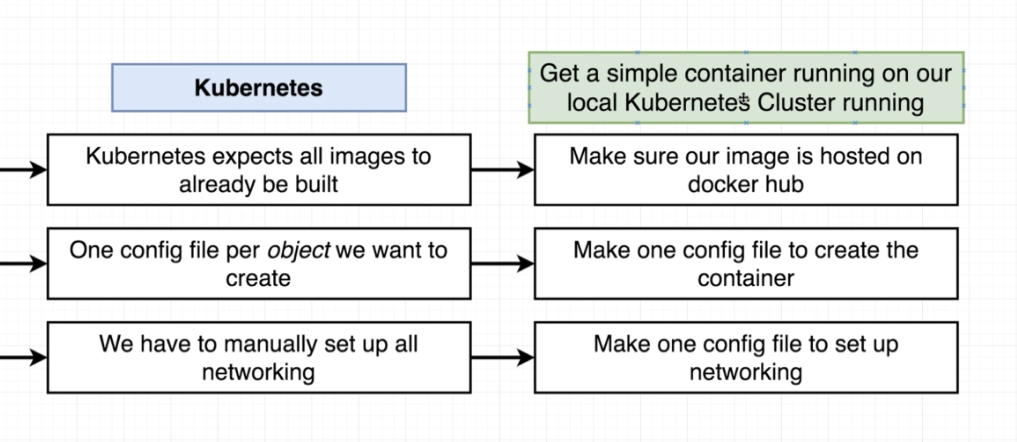 Kubernetes
Get a simple container running on our
local Kubernetes Cluster running
Kubernetes expects all images to
already be built
Make sure our image is hosted on
docker hub
One config file per object we want to
create
Make one config file to create the
container
We have to manually set up all
networking
Make one config file to set up
networking